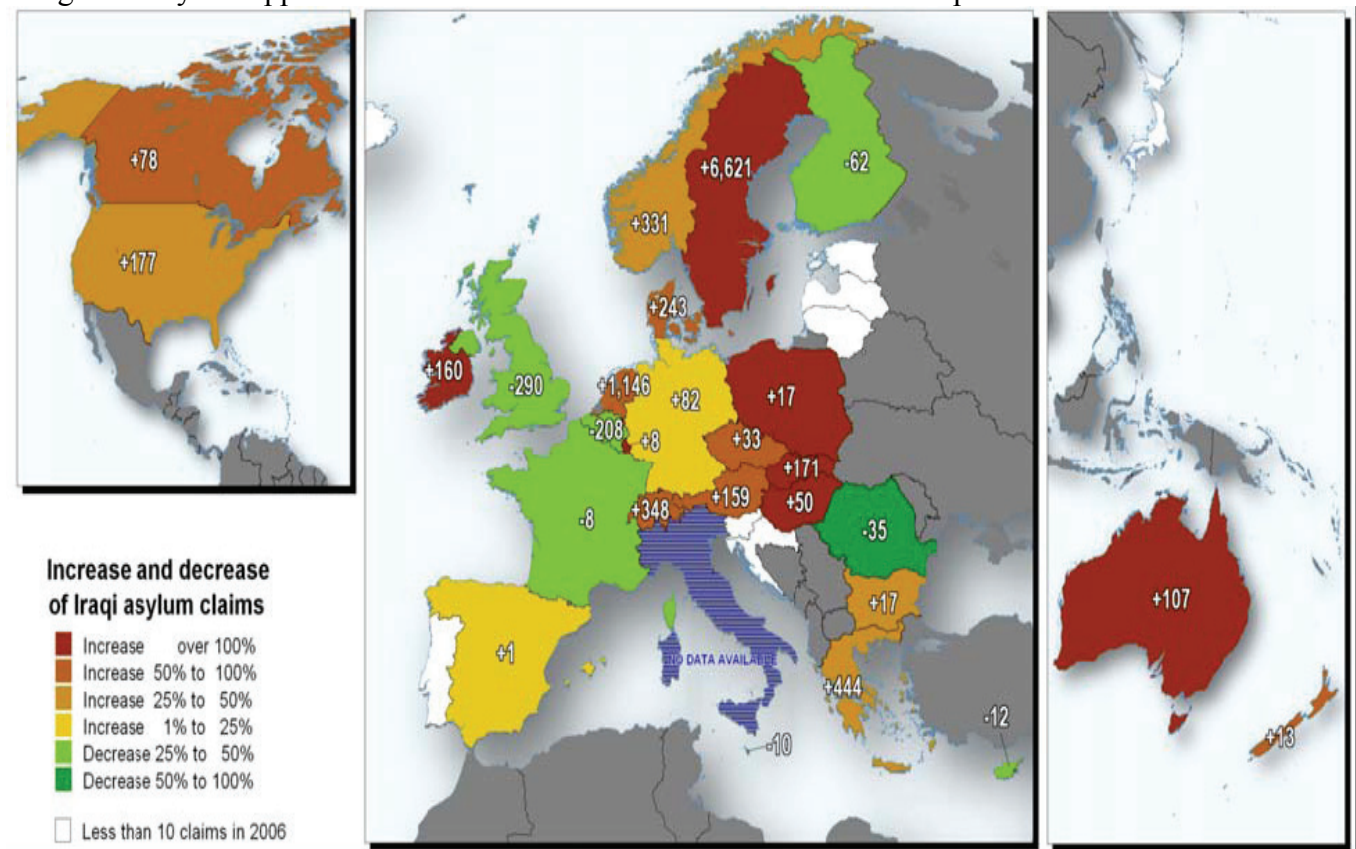 +78
+177
+6,621
-62
+331
+243
+160
-290
+1,146
+82
+17
-208
+8
+33
+171
+348
+159
+50
-8
-35
+17
+1
NO DATA AVAILABLE
+444
-12
-10
+107
+13
Increase and decrease
of Iraqi asylum claims
Increase over 100%
Increase 50% to 100%
Increase 25% to 50%
Increase 1% to 25%
Decrease 25% to 50%
Decrease 50% to 100%
Less than 10 claims in 2006